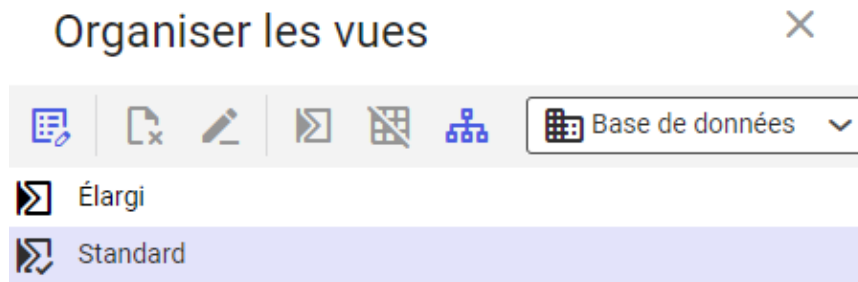 Organiser les vues
Base de données
Élargi
Standard